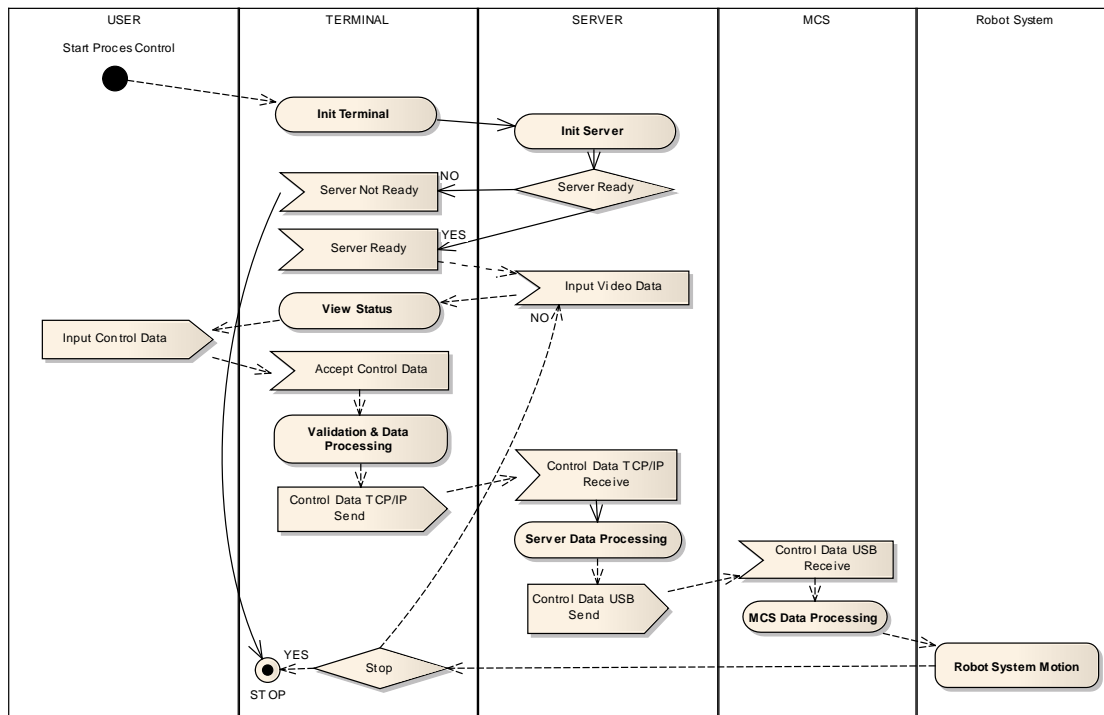 USER
TERMINAL
SERVER
MCS
Robot System
Start Proces Control
Init Terminal
Init Server
Server Not Ready
NO
Server Ready
Server Ready
YES
Input Video Data
View Status
NO
Input Control Data
Accept Control Data
Validation & Data
Processing
Control Data TCP/IP
Send
Control Data TCP/IP
Receive
Server Data Processing
Control Data USB
Receive
Control Data USB
Send
MCS Data Processing
YES
Stop
Robot System Motion
STOP